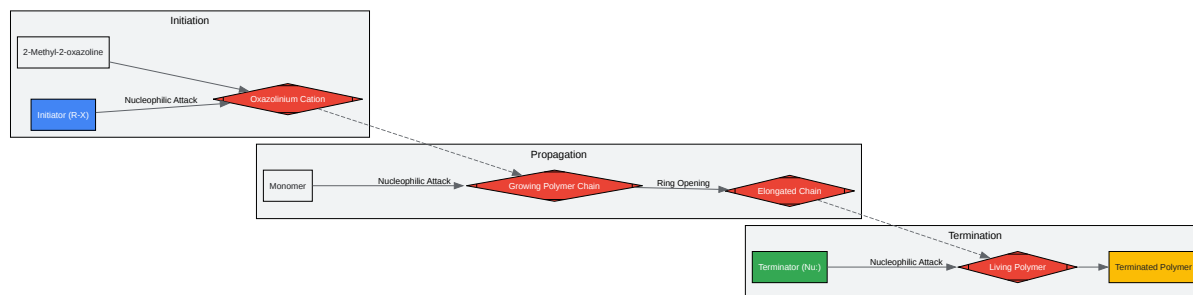 Initiation
2-Methyl-2-oxazoline
Initiator (R-X)
Nucleophilic Attack
Oxazolinium Cation
Propagation
Monomer
Nucleophilic Attack
Growing Polymer Chain
Ring Opening
Elongated Chain
Termination
Terminator (Nu:)
Nucleophilic Attack
Living Polymer
Terminated Polymer